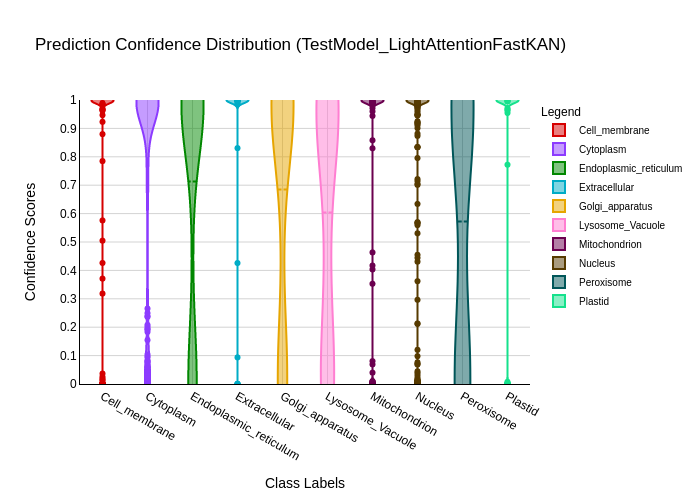 Prediction Confidence Distribution (TestModel_LightAttentionFastKAN)
Legend
Cell_membrane
Cytoplasm
Endoplasmic_reticulum
Extracellular
Golgi_apparatus
Lysosome_Vacuole
Mitochondrion
Nucleus
Peroxisome
Plastid
Confidence Scores
1
0.9
0.8
0.7
0.6
0.5
0.4
0.3
0.2
0.1
0
Cell_membrane
Cytoplasm
Endoplasmic_reticulum
Extracellular
Golgi_apparatus
Lysosome_Vacuole
Mitochondrion
Nucleus
Peroxisome
Plastid
Class Labels